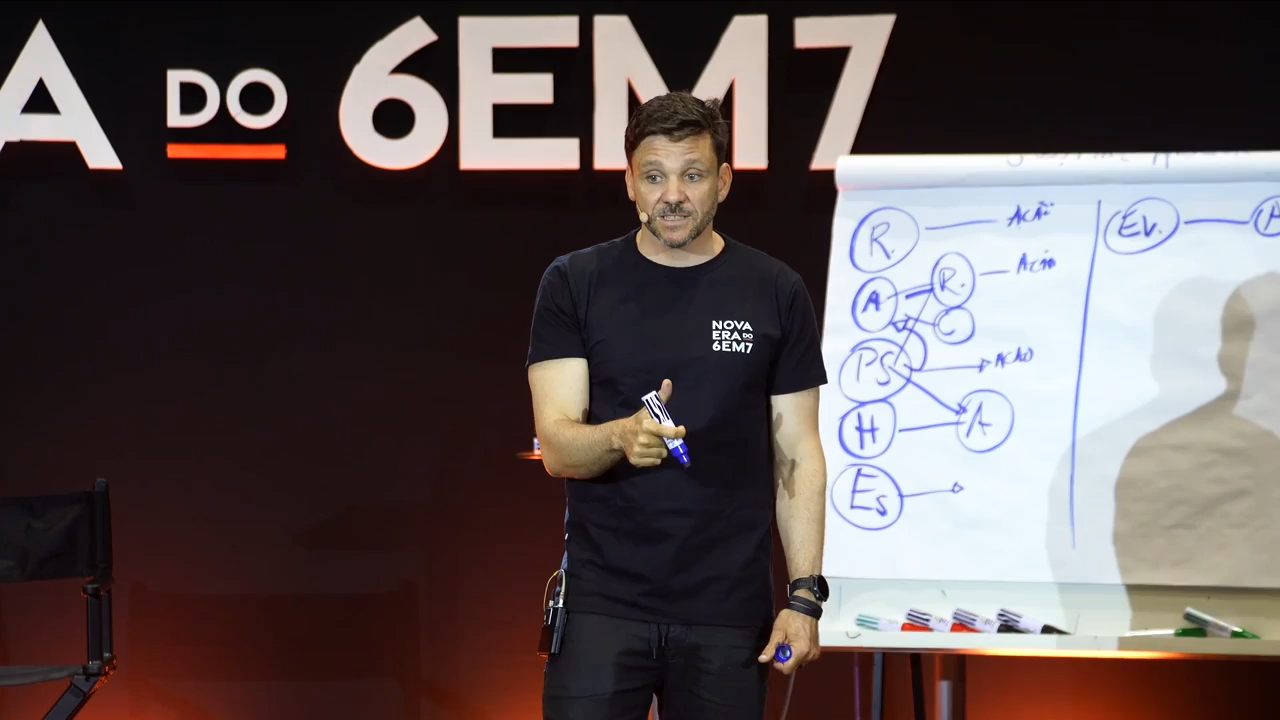 A DO 6EM7
NOVA
ERA DO
6EM7
R. AÇÃO
A R. AÇÃO
C
PS AÇÃO
H A
Es
Ev. A